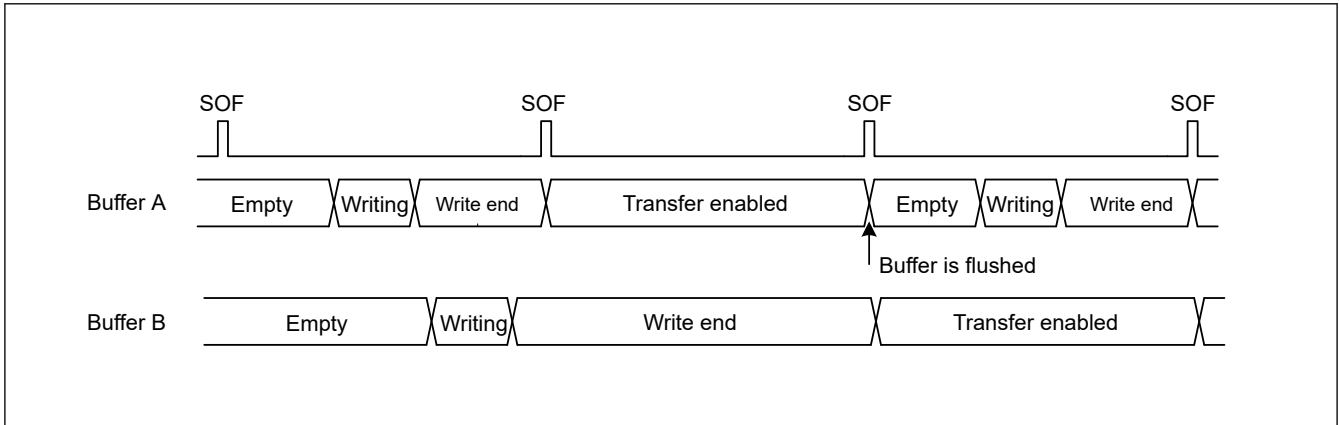 SOF SOF SOF SOF
Buffer A Empty Writing Write end Transfer enabled Empty Writing Write end
Buffer is flushed
Buffer B Empty Writing Write end Transfer enabled